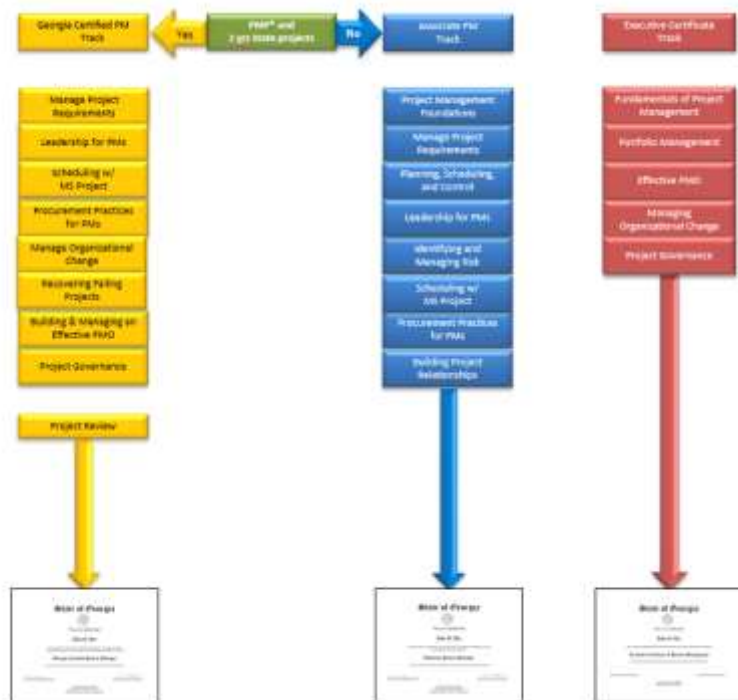 Georgia Certified PM
Track
Yes
PMP® and
2 yrs State projects
No
Associate PM
Track
Executive Certificate
Track
Manage Project
Requirements
Leadership for PMs
Scheduling w/
MS Project
Procurement Practices
for PMs
Manage Organizational
Change
Recovering Failing
Projects
Building & Managing an
Effective PMO
Project Governance
Project Review
Project Management
Foundations
Manage Project
Requirements
Planning, Scheduling,
and Control
Leadership for PMs
Identifying and
Managing Risk
Scheduling w/
MS Project
Procurement Practices
for PMs
Building Project
Relationships
Fundamentals of Project
Management
Portfolio Management
Effective PMO
Managing
Organizational Change
Project Governance
State of Georgia
State of Georgia
State of Georgia